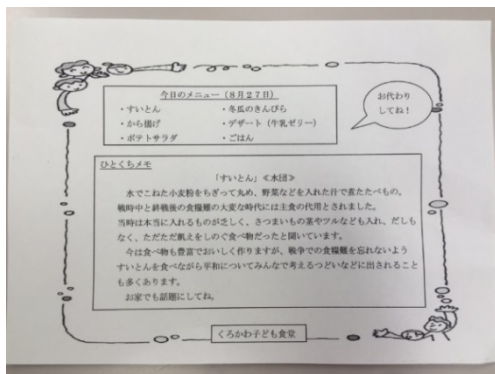 今日のメニュー（8月27日）
・すいとん　・冬瓜のきんぴら
・から揚げ　・デザート（牛乳ゼリー）
・ポテトサラダ　・ごはん
お代わり
してね！
ひとくちメモ
「すいとん」≪水団≫
水でこねた小麦粉をちぎって丸め、野菜などを入れた汁で煮たたべもの。
戦時中と終戦後の食糧難の大変な時代には主食の代用とされました。
当時は本当に入れるものが乏しく、さつまいもの茎やツルなども入れ、だしも
なく、ただただ飢えをしのぐ食べ物だったと聞いています。
今は食べ物も豊富でおいしく作りますが、戦争での食糧難を忘れないよう
すいとんを食べながら平和についてみんなで考えるつどいなどに出されること
も多くあります。
お家でも話題にしてね。
くろかわ子ども食堂